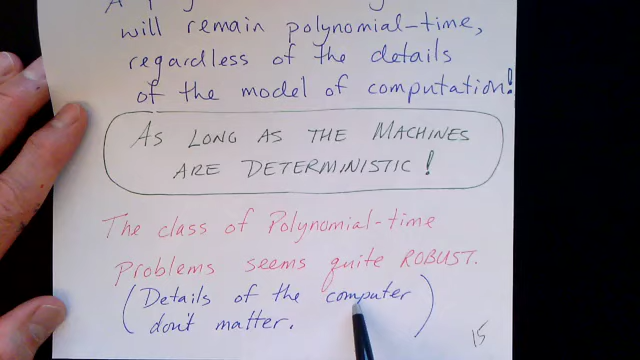 will remain polynomial-time,
regardless of the details
of the model of computation!
AS LONG AS THE MACHINES
ARE DETERMINISTIC!
The class of Polynomial-time
Problems seems quite ROBUST.
(Details of the computer
don't matter.)
15